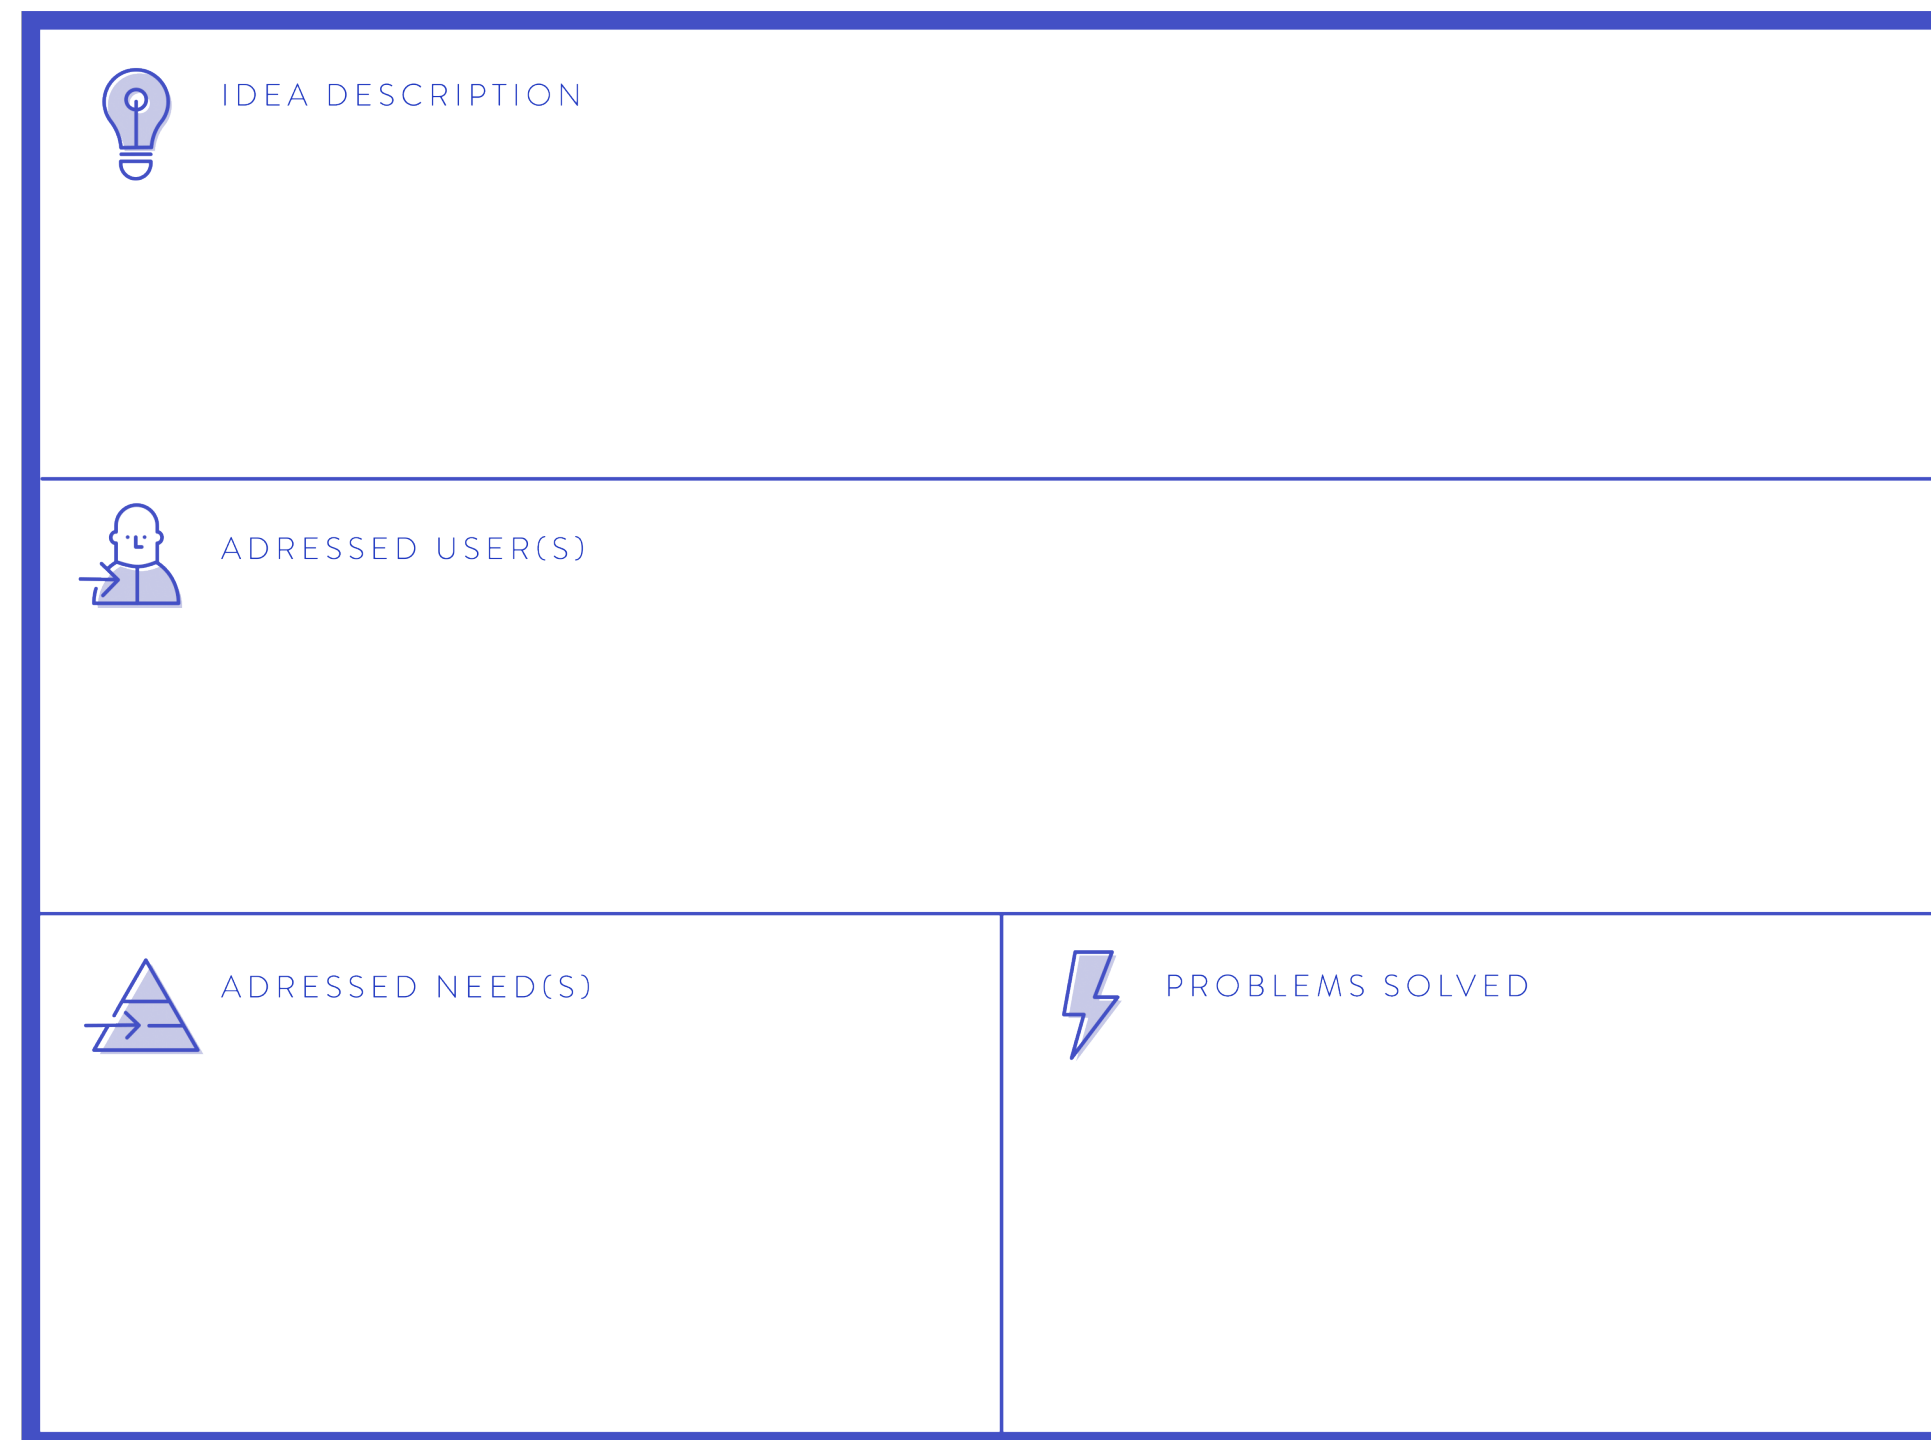 IDEA DESCRIPTION
ADRESSED USER(S)
ADRESSED NEED(S)
PROBLEMS SOLVED